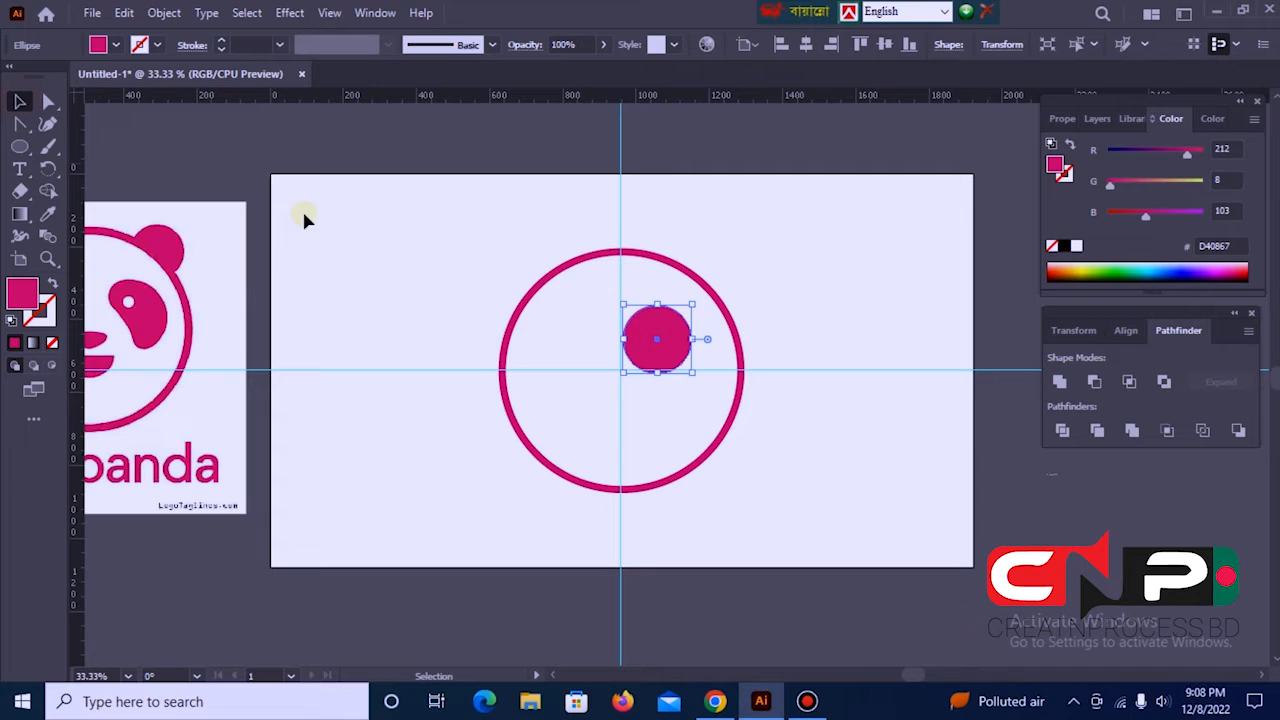 Ai File Edit Object Type Select Effect View Window Help বায়ান্নো English
Ellipse Stroke: Basic Opacity: 100% Style: Shape: Transform
Untitled-1* @ 33.33 % (RGB/CPU Preview)
400 200 0 200 400 600 800 1000 1200 1400 1600 1800 2000
Prope Layers Librar Color Color
R 212
G 8
B 103
# D40867
Transform Align Pathfinder
Shape Modes:
Expand
Pathfinders:
panda
LogoTaglines.com
CNP
CREATIVE PROCESS BD
Activate Windows
Go to Settings to activate Windows.
33.33% 0° 1 Selection
Type here to search
Ai
Polluted air
9:08 PM
12/8/2022